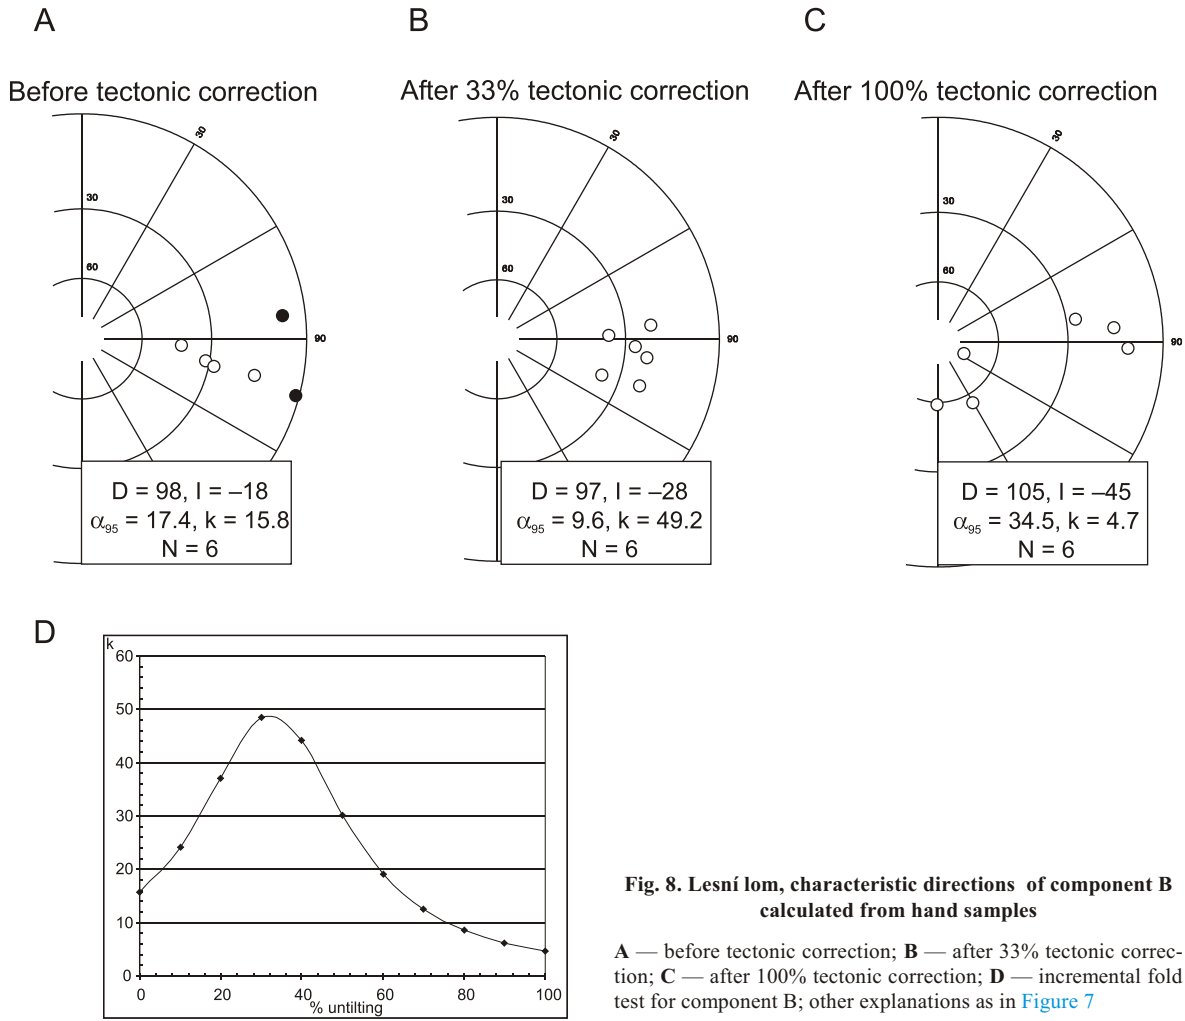 A
B
C
Before tectonic correction
After 33% tectonic correction
After 100% tectonic correction
30
30
60
90
30
30
60
90
30
30
60
90
D = 98, I = –18
α95 = 17.4, k = 15.8
N = 6
D = 97, I = –28
α95 = 9.6, k = 49.2
N = 6
D = 105, I = –45
α95 = 34.5, k = 4.7
N = 6
D
k
60
50
40
30
20
10
0
0 20 40 60 80 100
% untilting
Fig. 8. Lesní lom, characteristic directions of component B
calculated from hand samples
A — before tectonic correction; B — after 33% tectonic correc-
tion; C — after 100% tectonic correction; D — incremental fold
test for component B; other explanations as in Figure 7